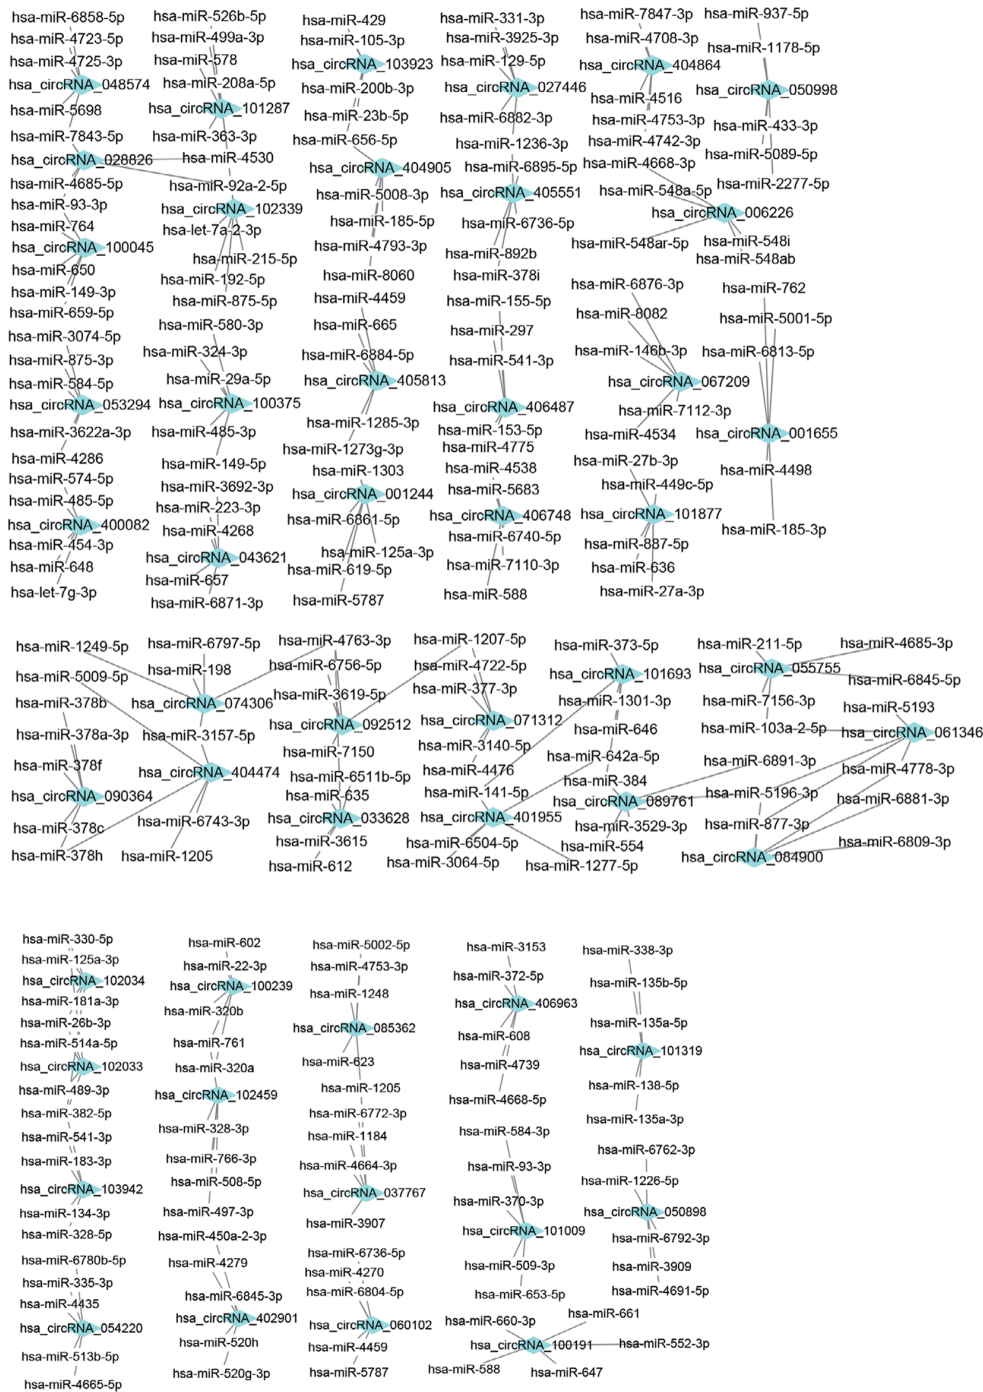 hsa-miR-6858-5p
hsa-miR-4723-5p
hsa-miR-4725-3p
hsa_circRNA_048574
hsa-miR-5698
hsa-miR-7843-5p
hsa_circRNA_028826
hsa-miR-4685-5p
hsa-miR-93-3p
hsa-miR-764
hsa_circRNA_100045
hsa-miR-650
hsa-miR-149-3p
hsa-miR-659-5p
hsa-miR-3074-5p
hsa-miR-875-3p
hsa-miR-584-5p
hsa_circRNA_053294
hsa-miR-3622a-3p
hsa-miR-4286
hsa-miR-574-5p
hsa-miR-485-5p
hsa_circRNA_400082
hsa-miR-454-3p
hsa-miR-648
hsa-let-7g-3p
hsa-miR-526b-5p
hsa-miR-499a-3p
hsa-miR-578
hsa-miR-208a-5p
hsa_circRNA_101287
hsa-miR-363-3p
hsa-miR-4530
hsa-miR-92a-2-5p
hsa_circRNA_102339
hsa-let-7a-2-3p
hsa-miR-215-5p
hsa-miR-192-5p
hsa-miR-875-5p
hsa-miR-580-3p
hsa-miR-324-3p
hsa-miR-29a-5p
hsa_circRNA_100375
hsa-miR-485-3p
hsa-miR-149-5p
hsa-miR-3692-3p
hsa-miR-223-3p
hsa-miR-4268
hsa_circRNA_043621
hsa-miR-657
hsa-miR-6871-3p
hsa-miR-429
hsa-miR-105-3p
hsa_circRNA_103923
hsa-miR-200b-3p
hsa-miR-23b-5p
hsa-miR-656-5p
hsa_circRNA_404905
hsa-miR-5008-3p
hsa-miR-185-5p
hsa-miR-4793-3p
hsa-miR-8060
hsa-miR-4459
hsa-miR-665
hsa-miR-6884-5p
hsa_circRNA_405813
hsa-miR-1285-3p
hsa-miR-1273g-3p
hsa-miR-1303
hsa_circRNA_001244
hsa-miR-6861-5p
hsa-miR-125a-3p
hsa-miR-619-5p
hsa-miR-5787
hsa-miR-331-3p
hsa-miR-3925-3p
hsa-miR-129-5p
hsa_circRNA_027446
hsa-miR-6882-3p
hsa-miR-1236-3p
hsa-miR-6895-5p
hsa_circRNA_405551
hsa-miR-6736-5p
hsa-miR-892b
hsa-miR-378i
hsa-miR-155-5p
hsa-miR-297
hsa-miR-541-3p
hsa_circRNA_406487
hsa-miR-153-5p
hsa-miR-4775
hsa-miR-4538
hsa-miR-5683
hsa_circRNA_406748
hsa-miR-6740-5p
hsa-miR-7110-3p
hsa-miR-588
hsa-miR-7847-3p
hsa-miR-4708-3p
hsa_circRNA_404864
hsa-miR-4516
hsa-miR-4753-3p
hsa-miR-4742-3p
hsa-miR-4668-3p
hsa-miR-548a-5p
hsa_circRNA_006226
hsa-miR-548ar-5p
hsa-miR-548i
hsa-miR-548ab
hsa-miR-6876-3p
hsa-miR-8082
hsa-miR-146b-3p
hsa_circRNA_067209
hsa-miR-7112-3p
hsa-miR-4534
hsa-miR-27b-3p
hsa-miR-449c-5p
hsa_circRNA_101877
hsa-miR-887-5p
hsa-miR-636
hsa-miR-27a-3p
hsa-miR-937-5p
hsa-miR-1178-5p
hsa_circRNA_050998
hsa-miR-433-3p
hsa-miR-5089-5p
hsa-miR-2277-5p
hsa-miR-762
hsa-miR-5001-5p
hsa-miR-6813-5p
hsa_circRNA_001655
hsa-miR-4498
hsa-miR-185-3p
hsa-miR-1249-5p
hsa-miR-5009-5p
hsa-miR-378b
hsa-miR-378a-3p
hsa-miR-378f
hsa_circRNA_090364
hsa-miR-378c
hsa-miR-378h
hsa-miR-6797-5p
hsa-miR-198
hsa_circRNA_074306
hsa-miR-3157-5p
hsa_circRNA_404474
hsa-miR-6743-3p
hsa-miR-1205
hsa-miR-4763-3p
hsa-miR-6756-5p
hsa-miR-3619-5p
hsa_circRNA_092512
hsa-miR-7150
hsa-miR-6511b-5p
hsa-miR-635
hsa_circRNA_033628
hsa-miR-3615
hsa-miR-612
hsa-miR-1207-5p
hsa-miR-4722-5p
hsa-miR-377-3p
hsa_circRNA_071312
hsa-miR-3140-5p
hsa-miR-4476
hsa-miR-141-5p
hsa_circRNA_401955
hsa-miR-6504-5p
hsa-miR-3064-5p
hsa-miR-1277-5p
hsa-miR-373-5p
hsa_circRNA_101693
hsa-miR-1301-3p
hsa-miR-646
hsa-miR-642a-5p
hsa-miR-384
hsa_circRNA_089761
hsa-miR-3529-3p
hsa-miR-554
hsa-miR-211-5p
hsa-miR-4685-3p
hsa_circRNA_055755
hsa-miR-6845-5p
hsa-miR-7156-3p
hsa-miR-5193
hsa-miR-103a-2-5p
hsa_circRNA_061346
hsa-miR-6891-3p
hsa-miR-4778-3p
hsa-miR-5196-3p
hsa-miR-6881-3p
hsa-miR-877-3p
hsa-miR-6809-3p
hsa_circRNA_084900
hsa-miR-330-5p
hsa-miR-125a-3p
hsa_circRNA_102034
hsa-miR-181a-3p
hsa-miR-26b-3p
hsa-miR-514a-5p
hsa_circRNA_102033
hsa-miR-489-3p
hsa-miR-382-5p
hsa-miR-541-3p
hsa-miR-183-3p
hsa_circRNA_103942
hsa-miR-134-3p
hsa-miR-328-5p
hsa-miR-6780b-5p
hsa-miR-335-3p
hsa-miR-4435
hsa_circRNA_054220
hsa-miR-513b-5p
hsa-miR-4665-5p
hsa-miR-602
hsa-miR-22-3p
hsa_circRNA_100239
hsa-miR-320b
hsa-miR-761
hsa-miR-320a
hsa_circRNA_102459
hsa-miR-328-3p
hsa-miR-766-3p
hsa-miR-508-5p
hsa-miR-497-3p
hsa-miR-450a-2-3p
hsa-miR-4279
hsa-miR-6845-3p
hsa_circRNA_402901
hsa-miR-520h
hsa-miR-520g-3p
hsa-miR-5002-5p
hsa-miR-4753-3p
hsa-miR-1248
hsa_circRNA_085362
hsa-miR-623
hsa-miR-1205
hsa-miR-6772-3p
hsa-miR-1184
hsa-miR-4664-3p
hsa_circRNA_037767
hsa-miR-3907
hsa-miR-6736-5p
hsa-miR-4270
hsa-miR-6804-5p
hsa_circRNA_060102
hsa-miR-4459
hsa-miR-5787
hsa-miR-3153
hsa-miR-372-5p
hsa_circRNA_406963
hsa-miR-608
hsa-miR-4739
hsa-miR-4668-5p
hsa-miR-584-3p
hsa-miR-93-3p
hsa-miR-370-3p
hsa_circRNA_101009
hsa-miR-509-3p
hsa-miR-653-5p
hsa-miR-338-3p
hsa-miR-135b-5p
hsa-miR-135a-5p
hsa_circRNA_101319
hsa-miR-138-5p
hsa-miR-135a-3p
hsa-miR-6762-3p
hsa-miR-1226-5p
hsa_circRNA_050898
hsa-miR-6792-3p
hsa-miR-3909
hsa-miR-4691-5p
hsa-miR-661
hsa-miR-660-3p
hsa_circRNA_100191
hsa-miR-552-3p
hsa-miR-588
hsa-miR-647